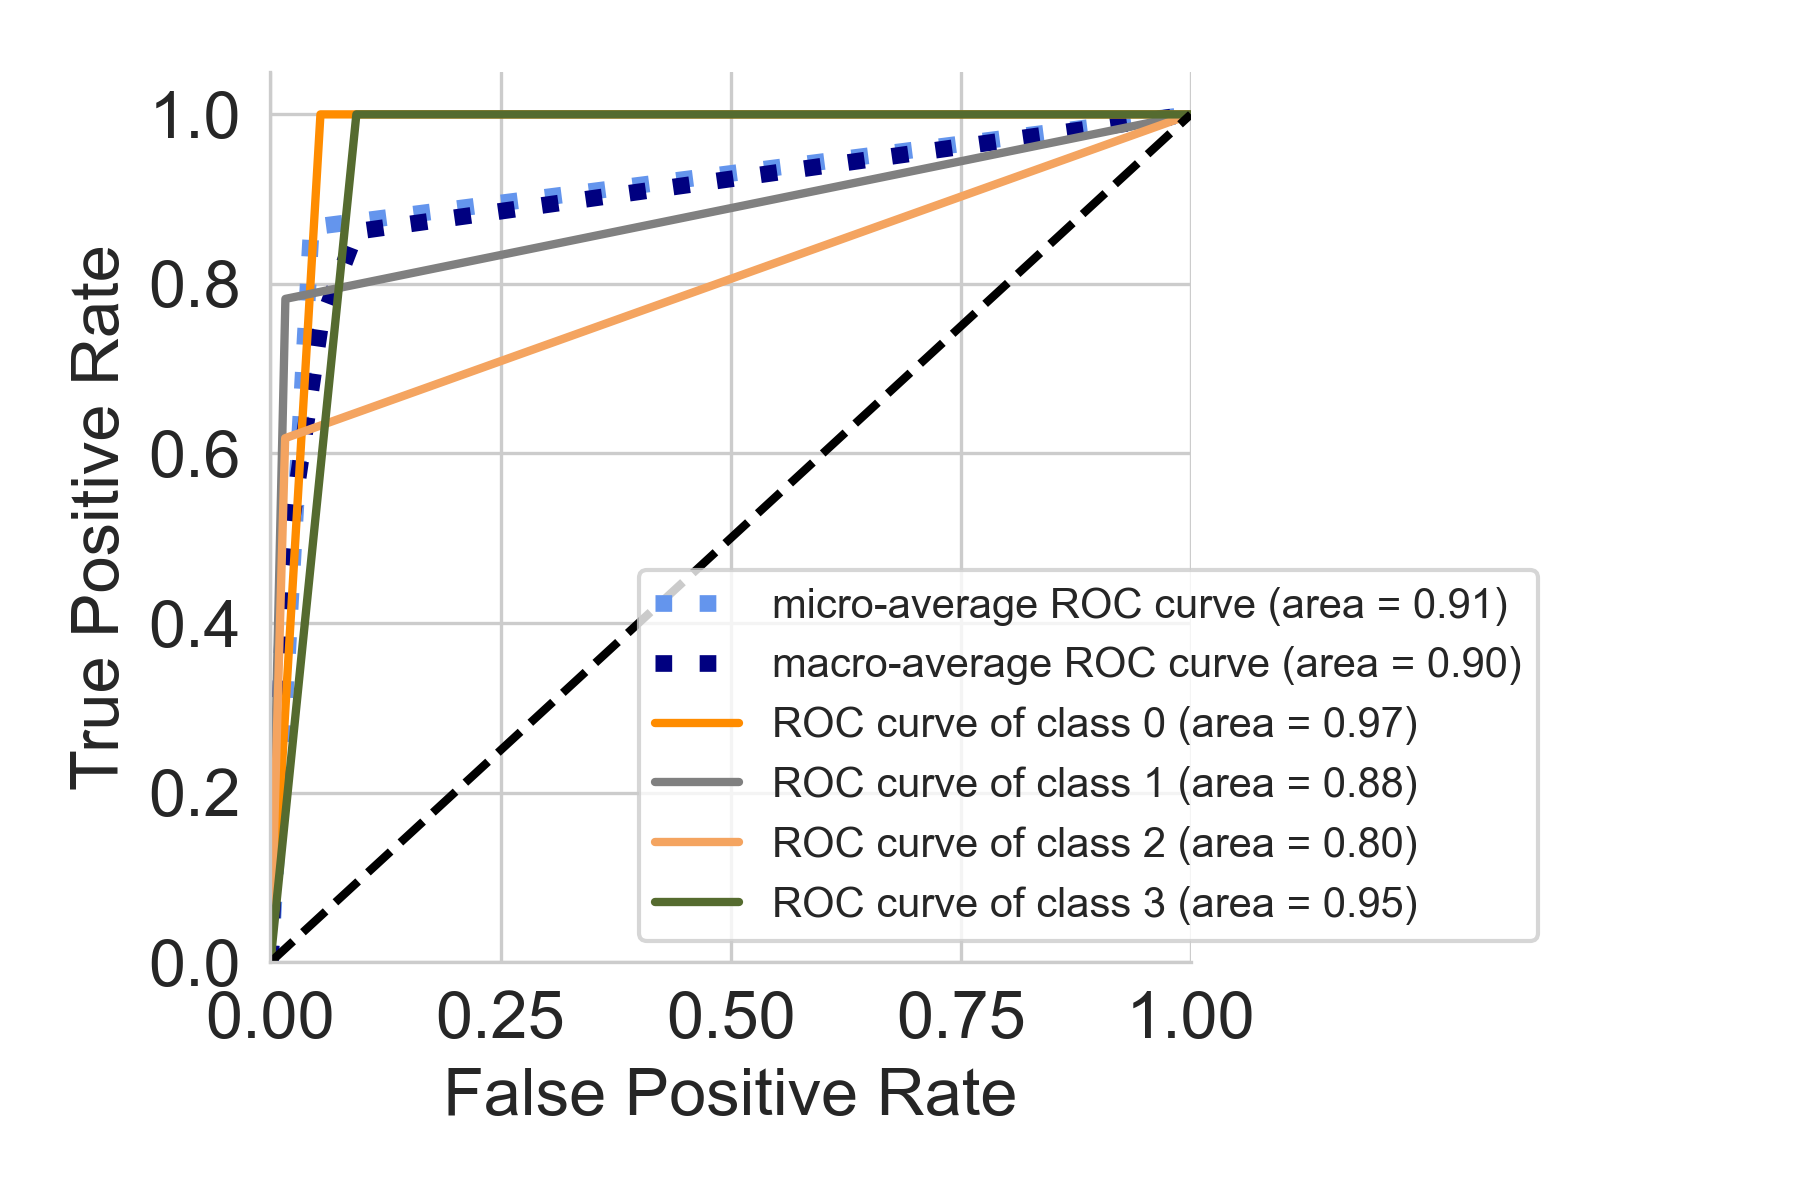 1.0
0.8
0.6
0.4
0.2
0.0
True Positive Rate
0.00 0.25 0.50 0.75 1.00
False Positive Rate
micro-average ROC curve (area = 0.91)
macro-average ROC curve (area = 0.90)
ROC curve of class 0 (area = 0.97)
ROC curve of class 1 (area = 0.88)
ROC curve of class 2 (area = 0.80)
ROC curve of class 3 (area = 0.95)